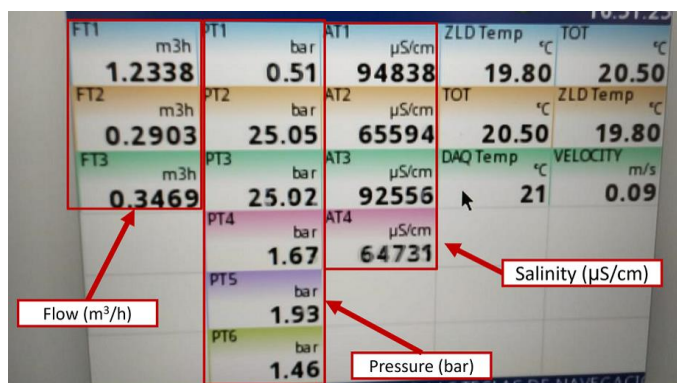 FT1 PT1 AT1 ZLD Temp TOT
m3h bar µS/cm °C °C
1.2338 0.51 94838 19.80 20.50
FT2 PT2 AT2 TOT ZLD Temp
m3h bar µS/cm °C °C
0.2903 25.05 65594 20.50 19.80
FT3 PT3 AT3 DAQ Temp VELOCITY
m3h bar µS/cm °C m/s
0.3469 25.02 92556 21 0.09
PT4 AT4
bar µS/cm
1.67 64731
Salinity (µS/cm)
PT5
bar
Flow (m³/h)
1.93
PT6
bar
Pressure (bar)
1.46